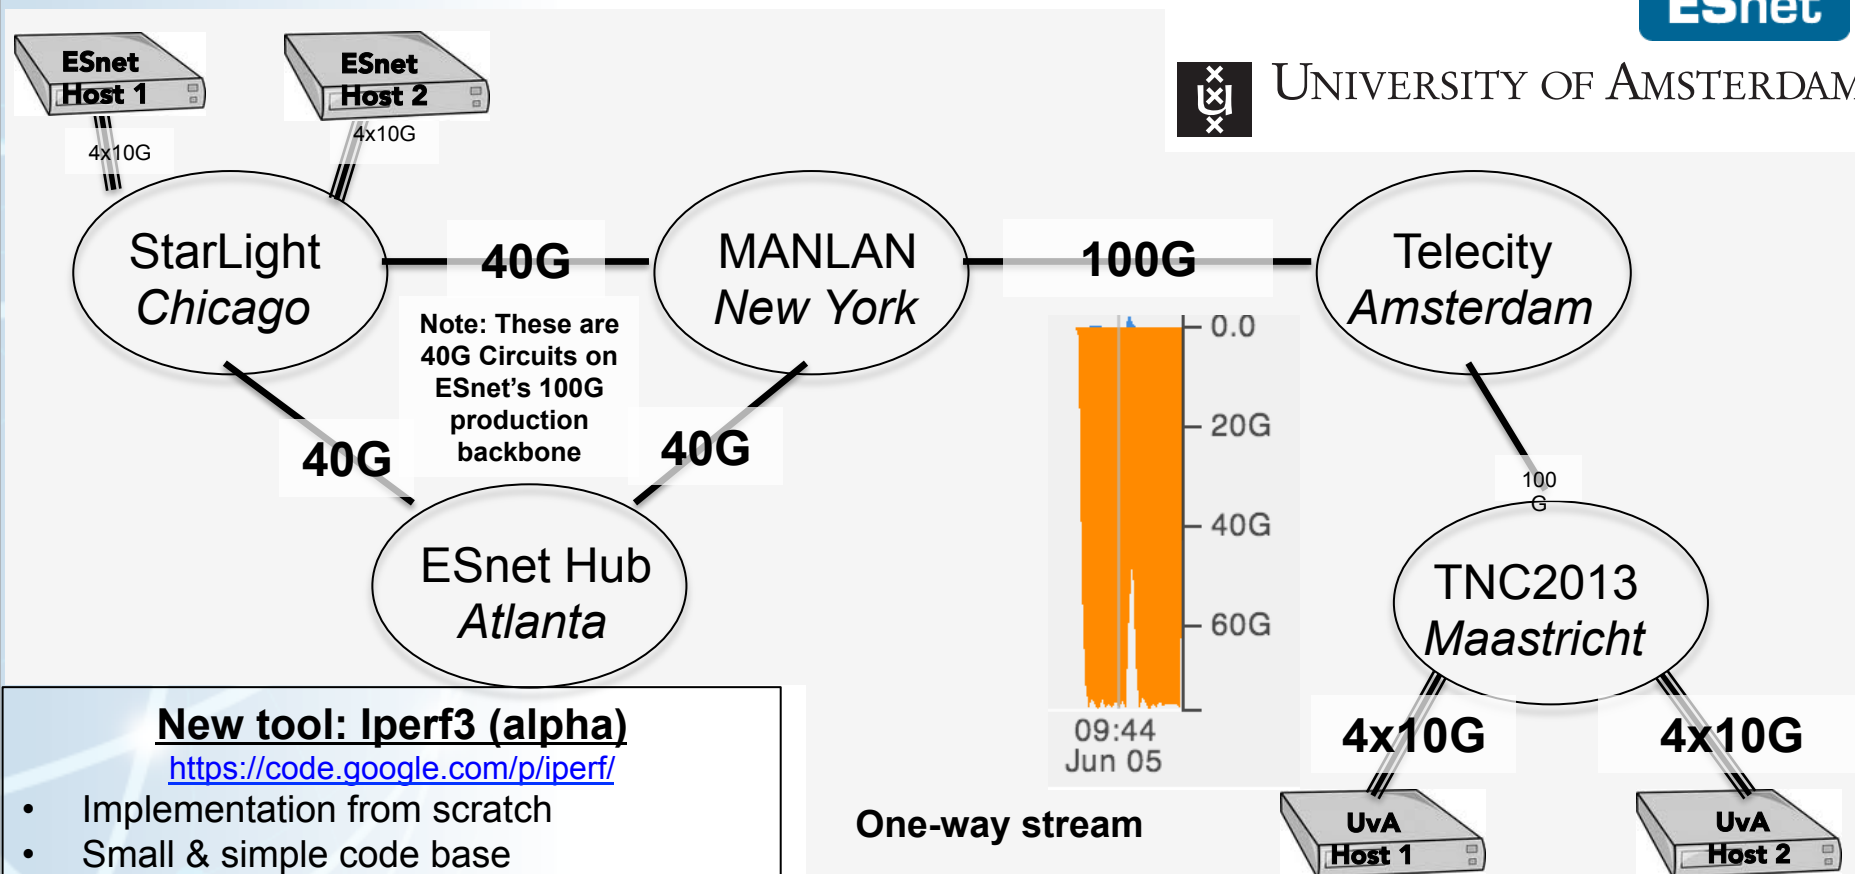 ESnet
ESnet
Host 1
ESnet
Host 2
UNIVERSITY OF AMSTERDAM
4x10G
4x10G
StarLight
Chicago
40G
MANLAN
New York
100G
Telecity
Amsterdam
Note: These are
40G Circuits on
ESnet's 100G
production
backbone
40G
40G
0.0
20G
40G
60G
09:44
Jun 05
100
G
ESnet Hub
Atlanta
TNC2013
Maastricht
4x10G
4x10G
New tool: Iperf3 (alpha)
https://code.google.com/p/iperf/
• Implementation from scratch
• Small & simple code base
One-way stream
UvA
Host 1
UvA
Host 2